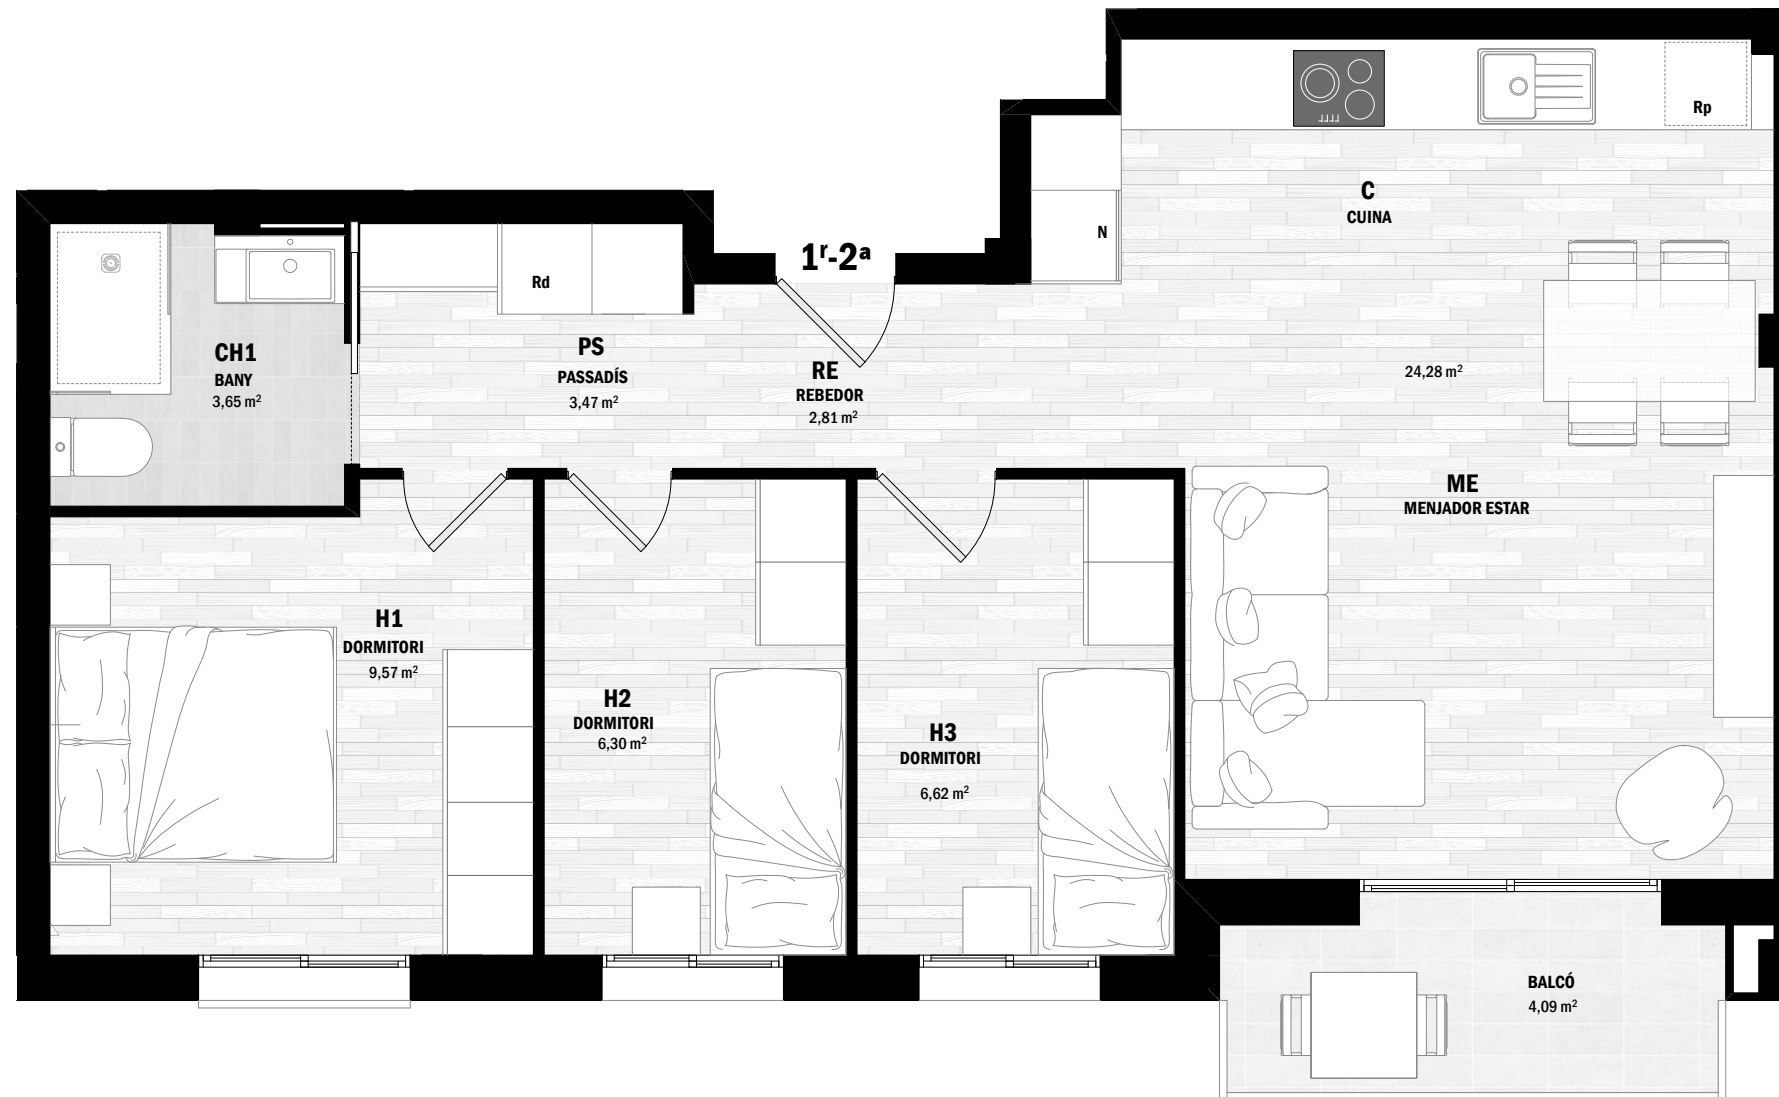 Rp
C
CUINA
N
1ʳ-2ª
Rd
CH1
BANY
3,65 m²
PS
PASSADÍS
3,47 m²
RE
REBEDOR
2,81 m²
24,28 m²
ME
MENJADOR ESTAR
H1
DORMITORI
9,57 m²
H2
DORMITORI
6,30 m²
H3
DORMITORI
6,62 m²
BALCÓ
4,09 m²